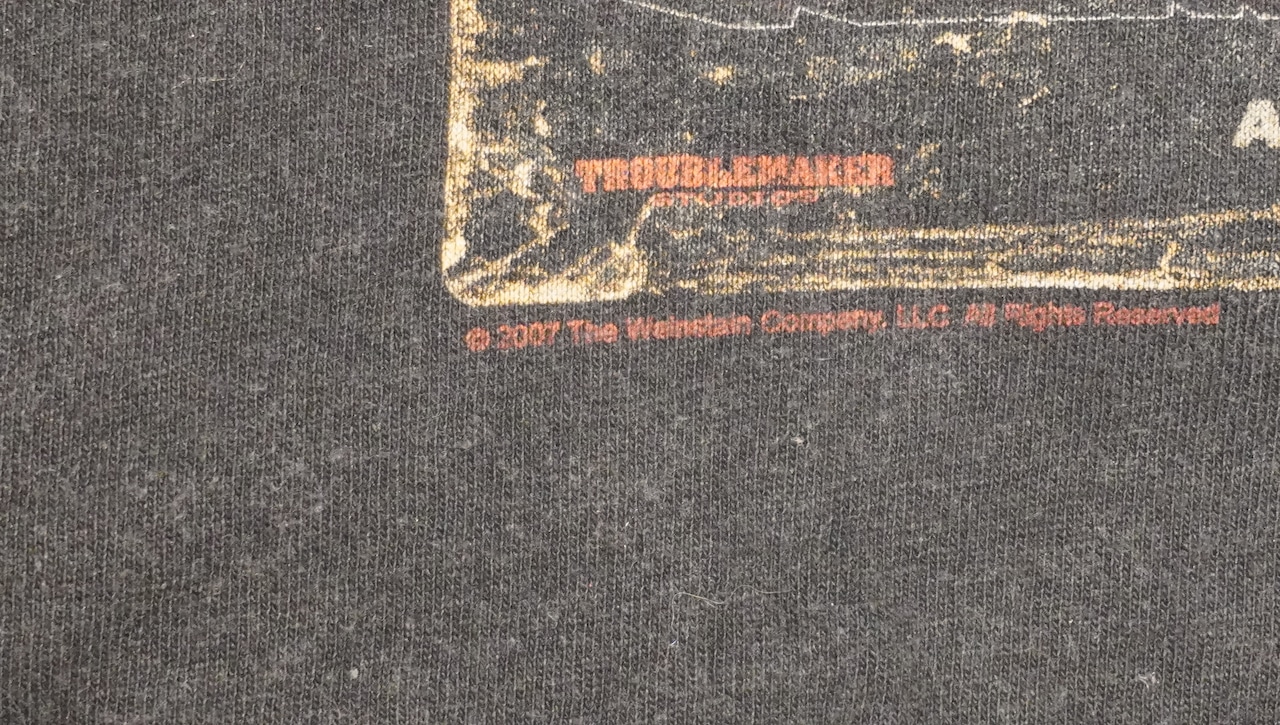 A
TROUBLEMAKER
STUDIOS
© 2007 The Weinstein Company, LLC All Rights Reserved